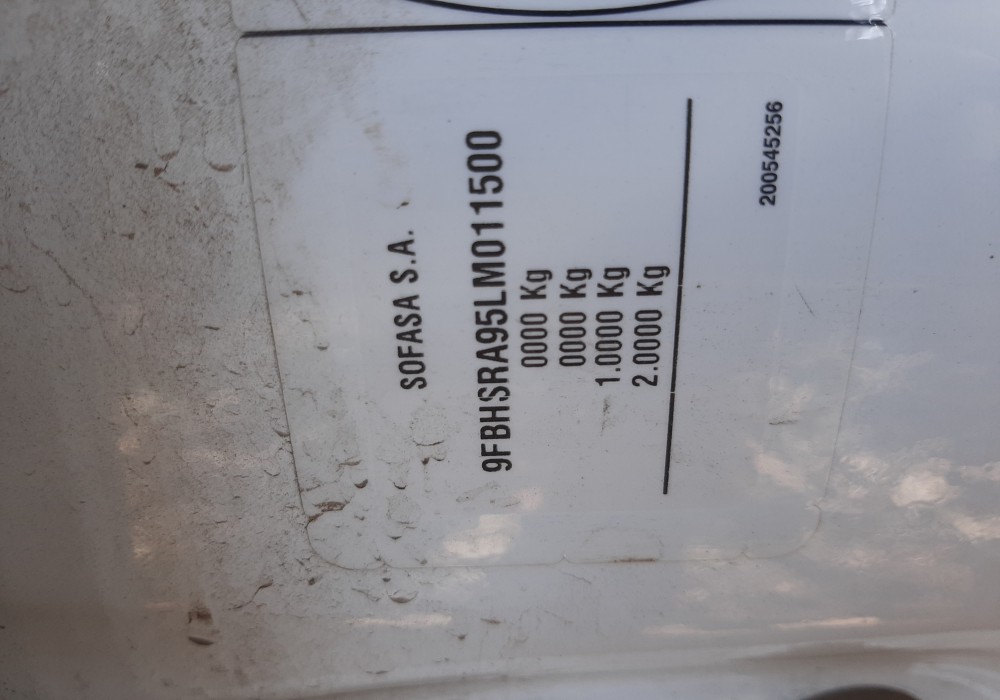 SOFASA S.A.
9FBHSRA95LM011500
0000 Kg
0000 Kg
1.0000 Kg
2.0000 Kg
200545256